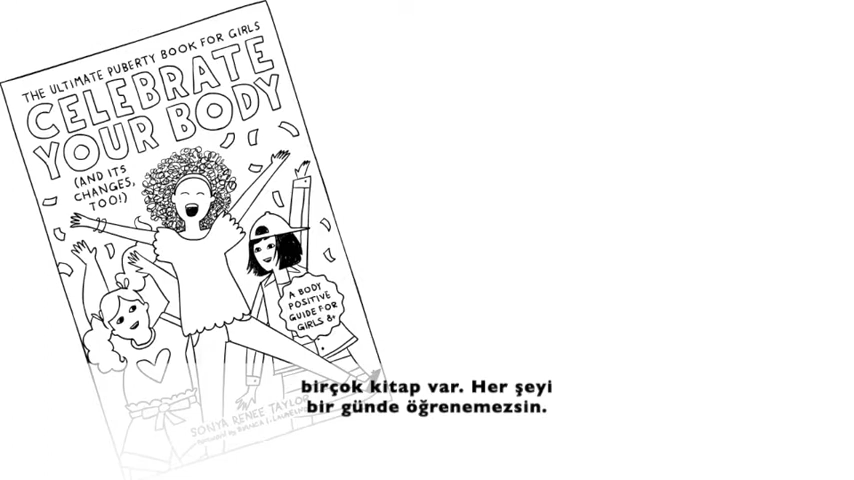 THE ULTIMATE PUBERTY BOOK FOR GIRLS
CELEBRATE
YOUR BODY
(AND ITS
CHANGES,
TOO!)
A BODY
POSITIVE
GUIDE FOR
GIRLS 8+
SONYA RENEE TAYLOR
birçok kitap var. Her şeyi
bir günde öğrenemezsin.